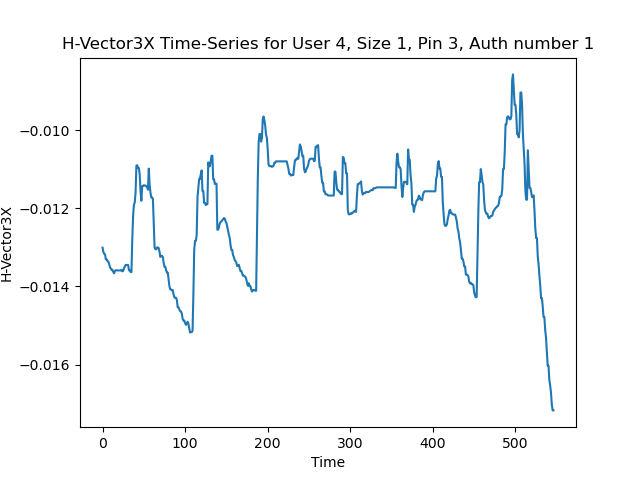 H-Vector3X Time-Series for User 4, Size 1, Pin 3, Auth number 1
−0.010
−0.012
−0.014
−0.016
H-Vector3X
0 100 200 300 400 500
Time